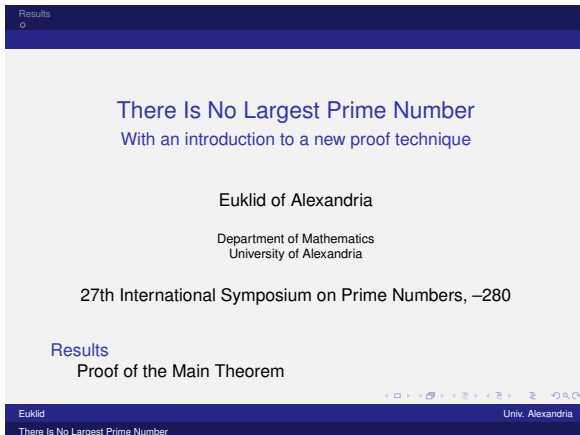 Results
There Is No Largest Prime Number
With an introduction to a new proof technique
Euklid of Alexandria
Department of Mathematics
University of Alexandria
27th International Symposium on Prime Numbers, –280
Results
Proof of the Main Theorem
Euklid Univ. Alexandria
There Is No Largest Prime Number